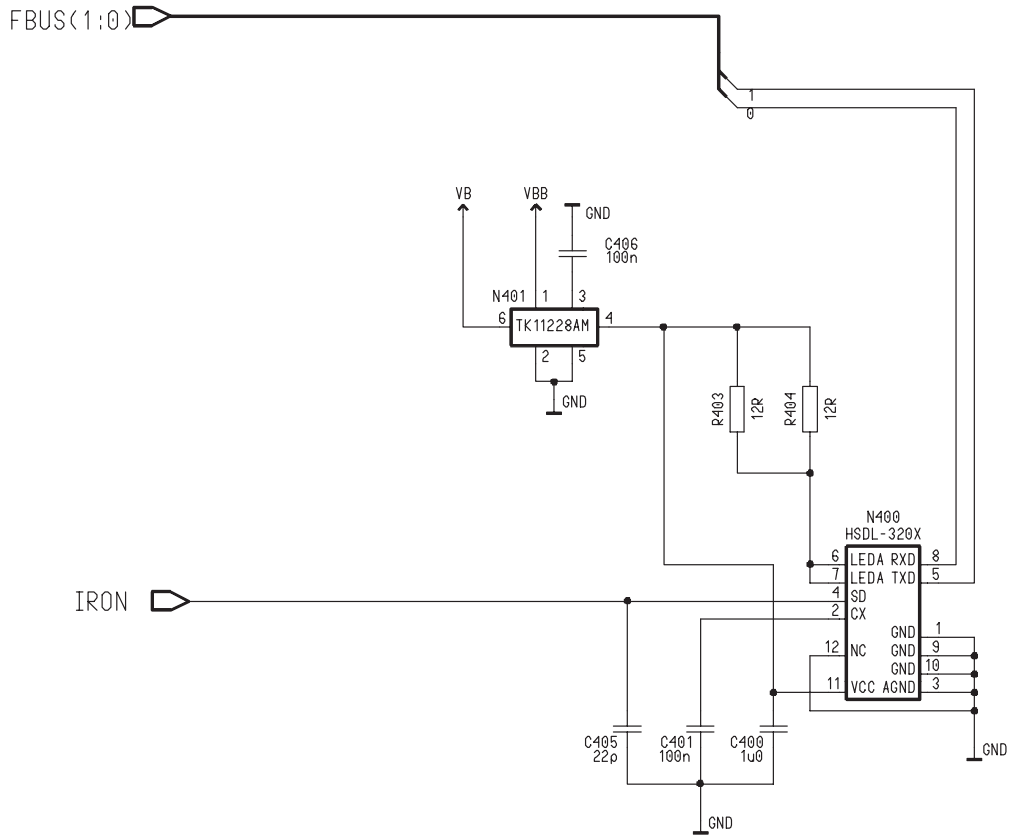 FBUS(1:0)
1
0
VB
VBB
GND
C406
100n
N401
1
3
6
TK11228AM
4
2
5
GND
R403
12R
R404
12R
N400
HSDL-320X
6
LEDA
RXD
8
7
LEDA
TXD
5
IRON
4
SD
2
CX
GND
1
12
NC
GND
9
GND
10
11
VCC
AGND
3
C405
22p
C401
100n
C400
1u0
GND
GND